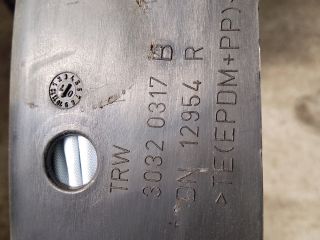 TRW
3032 0317 B
DN 12954 R
>TE(EPDM+PP)<